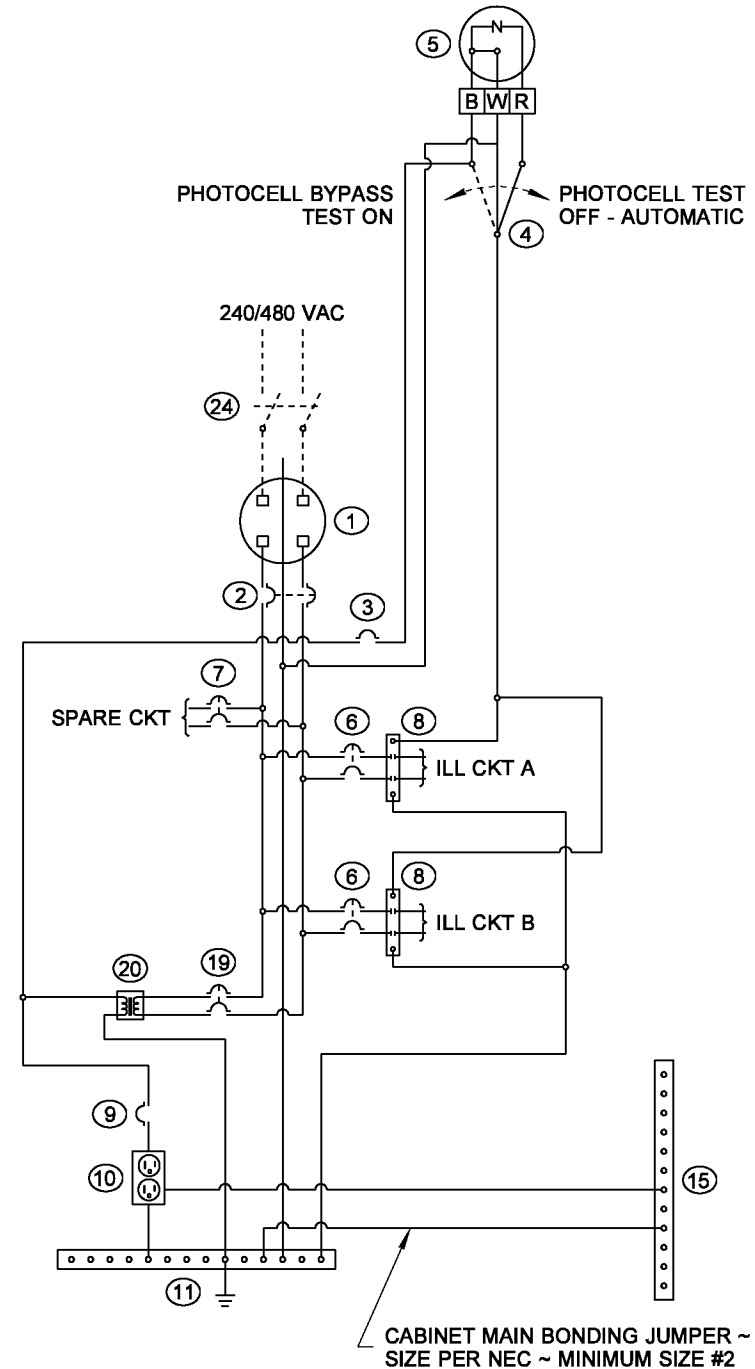 N
5
B W R
PHOTOCELL BYPASS
TEST ON
PHOTOCELL TEST
OFF - AUTOMATIC
4
240/480 VAC
24
1
2
3
7
SPARE CKT
6
8
ILL CKT A
6
8
ILL CKT B
20
19
9
10
15
11
CABINET MAIN BONDING JUMPER ~
SIZE PER NEC ~ MINIMUM SIZE #2